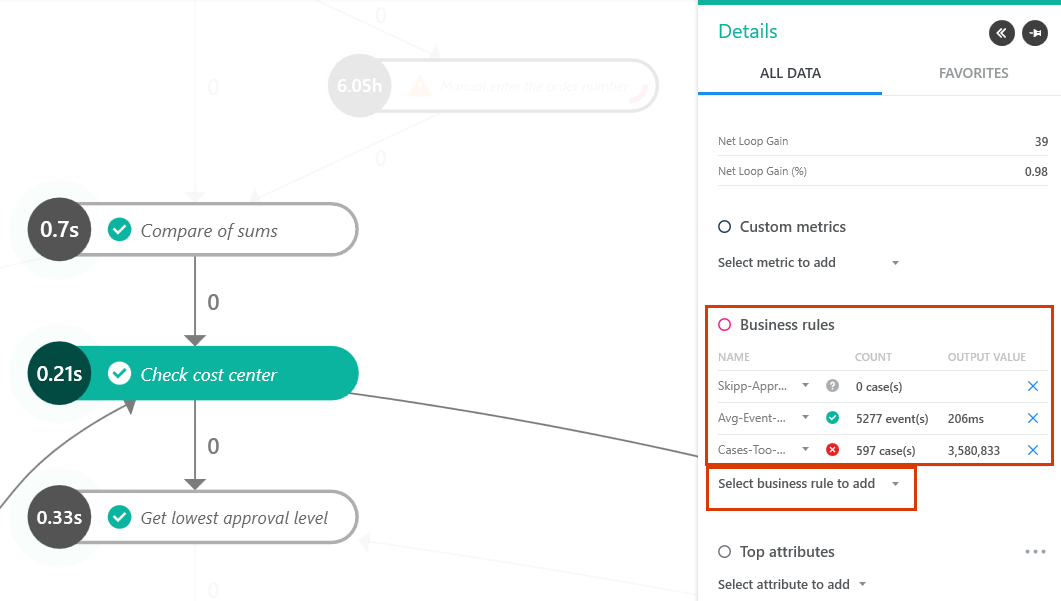 0
0
6.05h Manual enter the order number
0
0.7s Compare of sums
0
0.21s Check cost center
0
0.33s Get lowest approval level
0
Details
ALL DATA FAVORITES
Net Loop Gain 39
Net Loop Gain (%) 0.98
Custom metrics
Select metric to add
Business rules
NAME COUNT OUTPUT VALUE
Skipp-Appr... 0 case(s)
Avg-Event-... 5277 event(s) 206ms
Cases-Too-... 597 case(s) 3,580,833
Select business rule to add
Top attributes
Select attribute to add